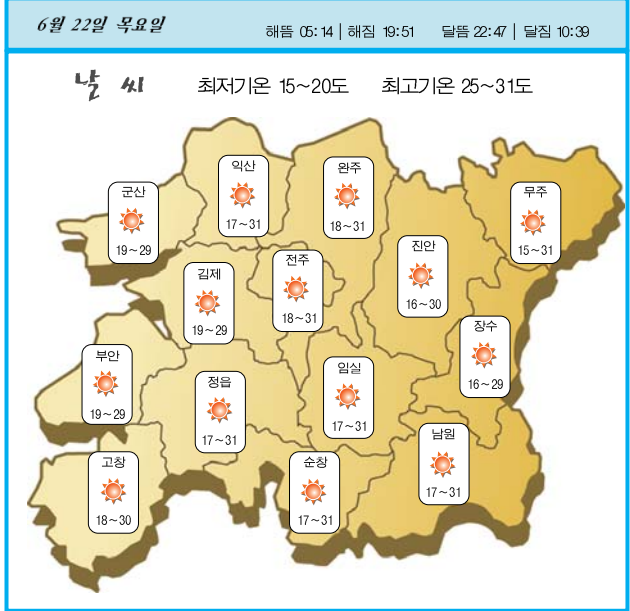 6월 22일 목요일
해뜸 05:14 | 해짐 19:51 달뜸 22:47 | 달짐 10:39
날 씨 최저기온 15~20도 최고기온 25~31도
익산
17~31
완주
18~31
군산
19~29
무주
15~31
진안
16~30
전주
18~31
김제
19~29
장수
16~29
부안
19~29
임실
17~31
정읍
17~31
남원
17~31
고창
18~30
순창
17~31